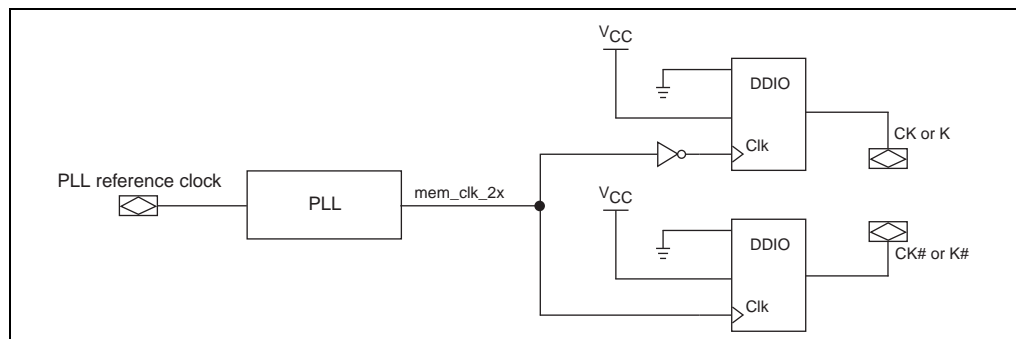 VCC
DDIO
Clk
CK or K
PLL reference clock
PLL
mem_clk_2x
VCC
DDIO
Clk
CK# or K#